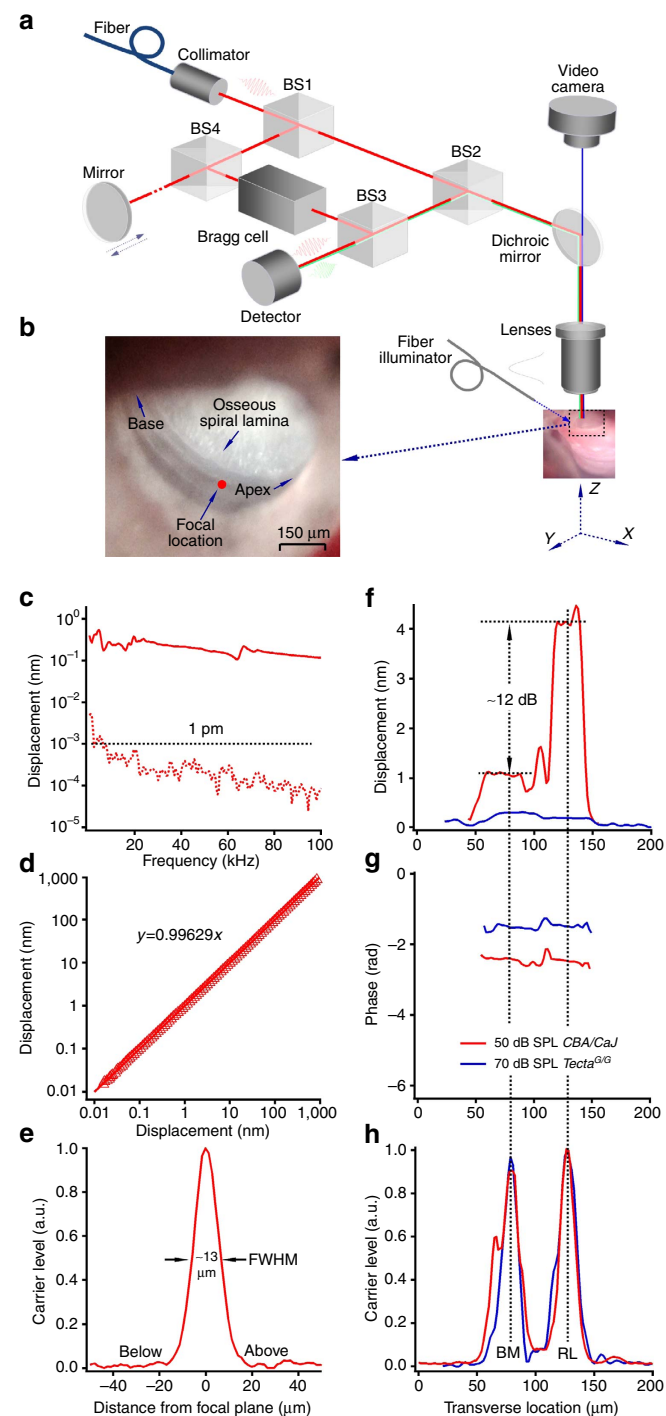 a
Fiber
Collimator
BS1
BS4
Video
camera
BS2
Mirror
BS3
Bragg cell
Dichroic
mirror
Detector
Lenses
b
Fiber
illuminator
Osseous
spiral lamina
Base
Apex
Focal
location
150 μm
Z
Y
X
c
10⁰
10⁻¹
10⁻²
10⁻³
10⁻⁴
10⁻⁵
Displacement (nm)
1 pm
20
40
60
80
100
Frequency (kHz)
d
1,000
100
10
1
0.1
0.01
Displacement (nm)
y=0.99629x
0.01
0.1
1
10
100
1,000
Displacement (nm)
e
1.0
0.8
0.6
0.4
0.2
0.0
Carrier level (a.u.)
~13
μm
FWHM
Below
Above
−40
−20
0
20
40
Distance from focal plane (μm)
f
4
3
2
1
0
Displacement (nm)
~12 dB
0
50
100
150
200
g
0
−2
−4
−6
Phase (rad)
50 dB SPL CBA/CaJ
70 dB SPL Tectaᴳ/ᴳ
0
50
100
150
200
h
1.0
0.8
0.6
0.4
0.2
0.0
Carrier level (a.u.)
BM
RL
0
50
100
150
200
Transverse location (μm)